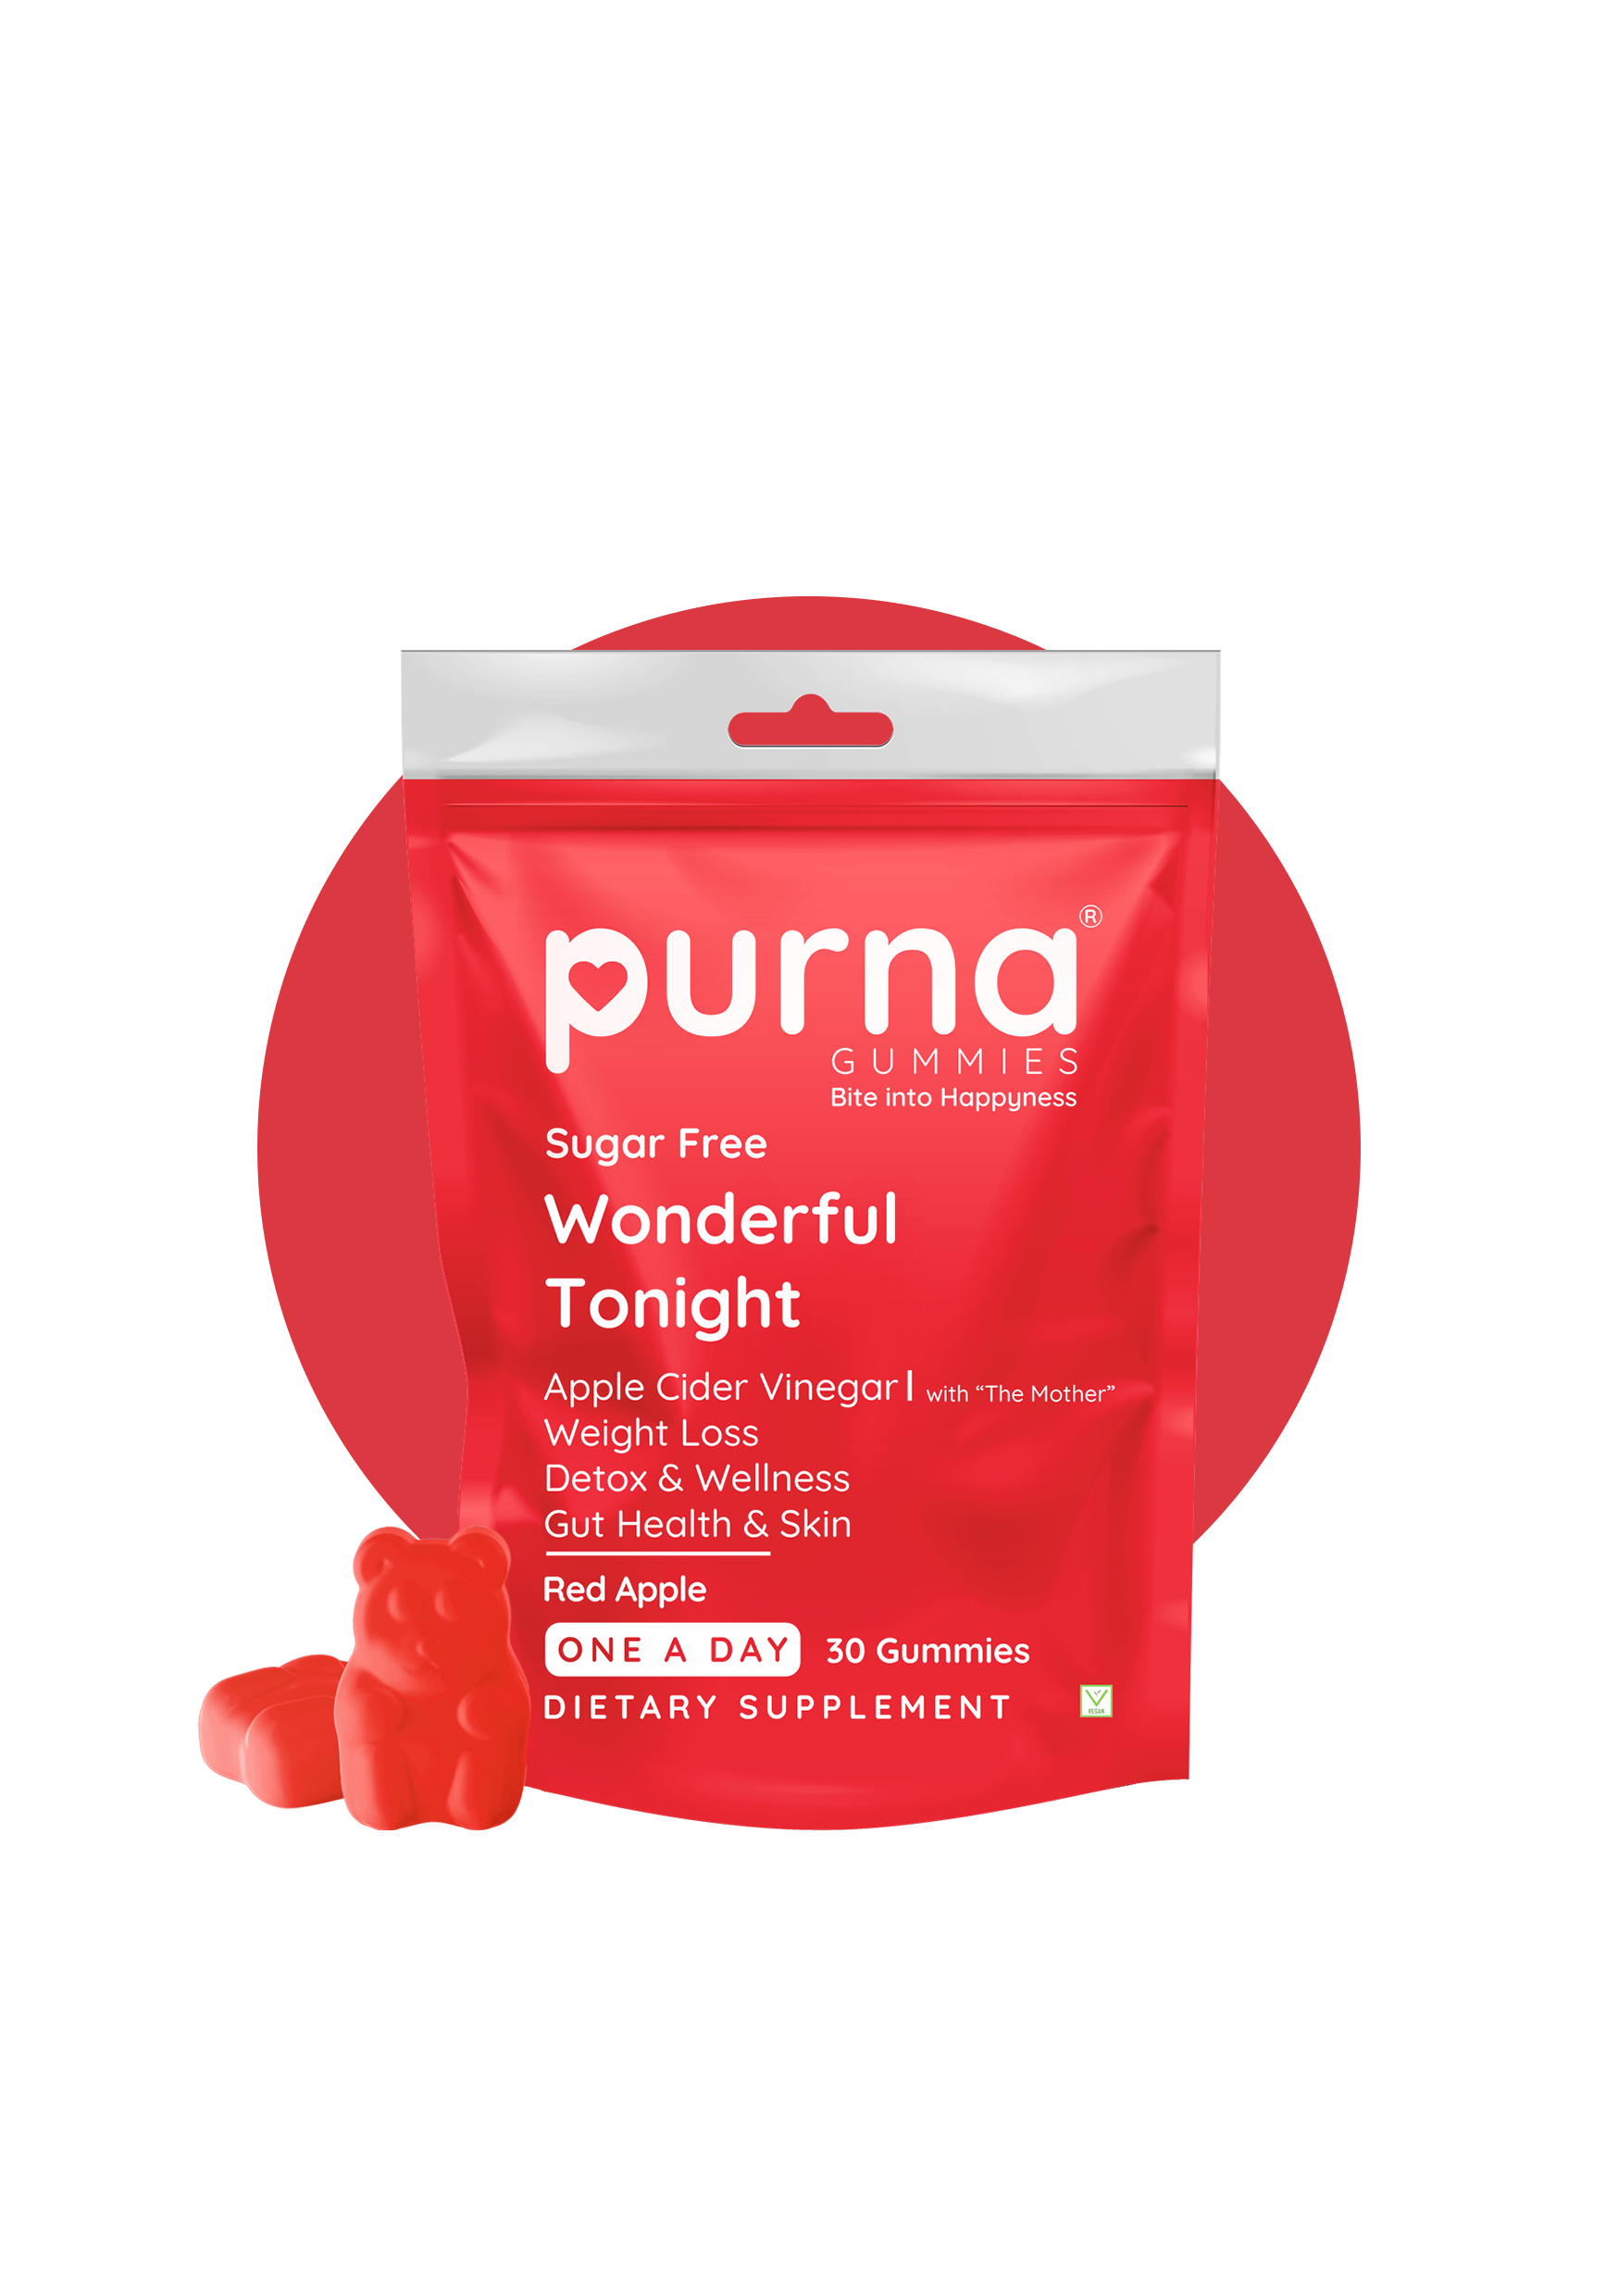 purna®
GUMMIES
Bite into Happyness
Sugar Free
Wonderful
Tonight
Apple Cider Vinegar| with “The Mother”
Weight Loss
Detox & Wellness
Gut Health & Skin
Red Apple
ONE A DAY 30 Gummies
DIETARY SUPPLEMENT
VEGAN